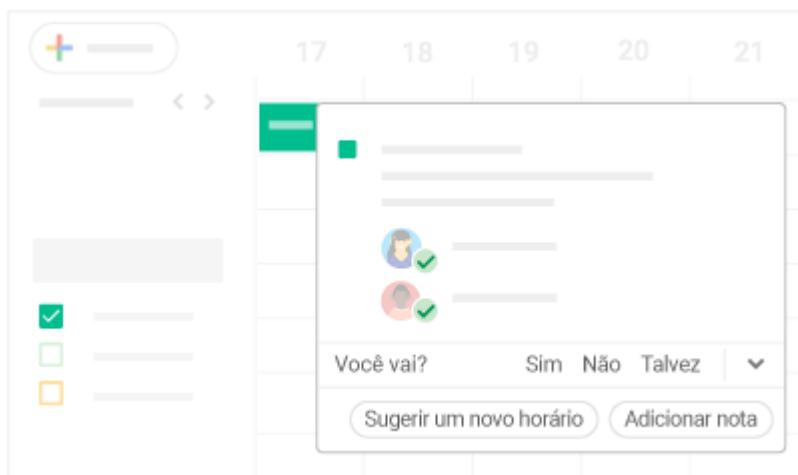 17 18 19 20 21
Você vai? Sim Não Talvez
Sugerir um novo horário Adicionar nota